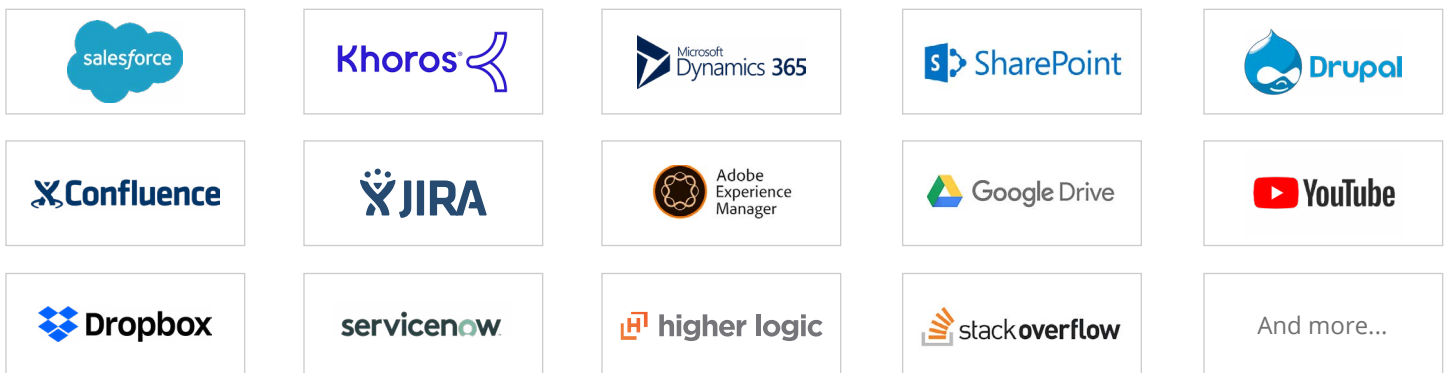 salesforce
Khoros
Microsoft
Dynamics 365
S SharePoint
Drupal
Confluence
JIRA
Adobe
Experience
Manager
Google Drive
YouTube
Dropbox
servicenow
H higher logic
stackoverflow
And more...